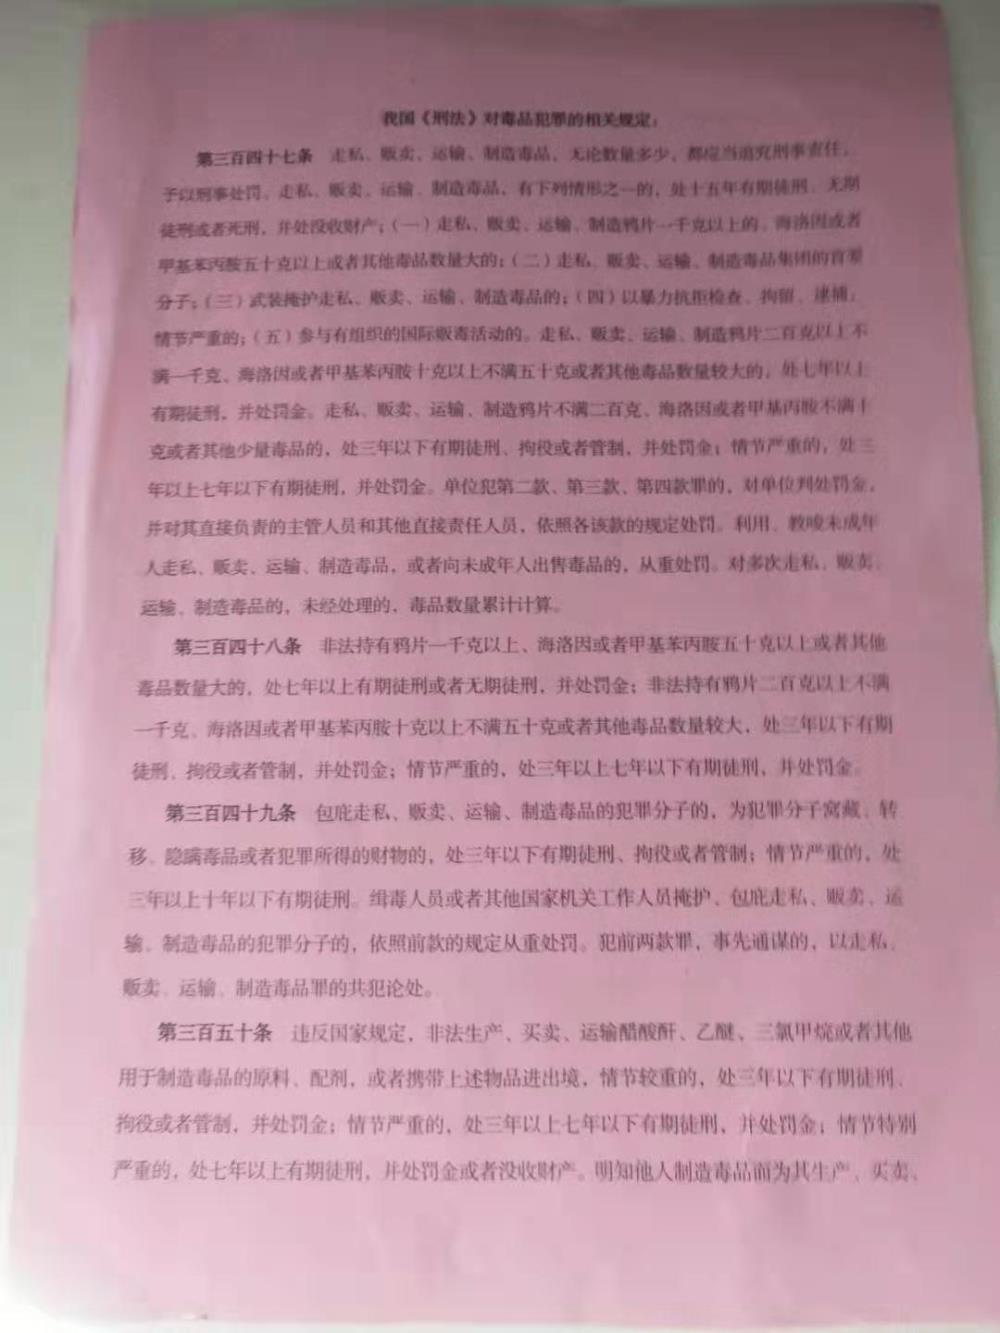 我国《刑法》对毒品犯罪的相关规定：
第三百四十七条 走私、贩卖、运输、制造毒品，无论数量多少，都应当追究刑事责任，
予以刑事处罚。走私、贩卖、运输、制造毒品，有下列情形之一的，处十五年有期徒刑、无期
徒刑或者死刑，并处没收财产；（一）走私、贩卖、运输、制造鸦片一千克以上的、海洛因或者
甲基苯丙胺五十克以上或者其他毒品数量大的；（二）走私、贩卖、运输、制造毒品集团的首要
分子；（三）武装掩护走私、贩卖、运输、制造毒品的；（四）以暴力抗拒检查、拘留、逮捕，
情节严重的；（五）参与有组织的国际贩毒活动的。走私、贩卖、运输、制造鸦片二百克以上不
满一千克、海洛因或者甲基苯丙胺十克以上不满五十克或者其他毒品数量较大的，处七年以上
有期徒刑，并处罚金。走私、贩卖、运输、制造鸦片不满二百克、海洛因或者甲基丙胺不满十
克或者其他少量毒品的，处三年以下有期徒刑、拘役或者管制，并处罚金；情节严重的，处三
年以上七年以下有期徒刑，并处罚金。单位犯第二款、第三款、第四款罪的，对单位判处罚金，
并对其直接负责的主管人员和其他直接责任人员，依照各该款的规定处罚。利用、教唆未成年
人走私、贩卖、运输、制造毒品，或者向未成年人出售毒品的，从重处罚。对多次走私、贩卖、
运输、制造毒品的，未经处理的，毒品数量累计计算。
第三百四十八条 非法持有鸦片一千克以上、海洛因或者甲基苯丙胺五十克以上或者其他
毒品数量大的，处七年以上有期徒刑或者无期徒刑，并处罚金；非法持有鸦片二百克以上不满
一千克、海洛因或者甲基苯丙胺十克以上不满五十克或者其他毒品数量较大，处三年以下有期
徒刑、拘役或者管制，并处罚金；情节严重的，处三年以上七年以下有期徒刑，并处罚金。
第三百四十九条 包庇走私、贩卖、运输、制造毒品的犯罪分子的，为犯罪分子窝藏、转
移、隐瞒毒品或者犯罪所得的财物的，处三年以下有期徒刑、拘役或者管制；情节严重的，处
三年以上十年以下有期徒刑。缉毒人员或者其他国家机关工作人员掩护、包庇走私、贩卖、运
输、制造毒品的犯罪分子的，依照前款的规定从重处罚。犯前两款罪，事先通谋的，以走私、
贩卖、运输、制造毒品罪的共犯论处。
第三百五十条 违反国家规定，非法生产、买卖、运输醋酸酐、乙醚、三氯甲烷或者其他
用于制造毒品的原料、配剂，或者携带上述物品进出境，情节较重的，处三年以下有期徒刑、
拘役或者管制，并处罚金；情节严重的，处三年以上七年以下有期徒刑，并处罚金；情节特别
严重的，处七年以上有期徒刑，并处罚金或者没收财产。明知他人制造毒品而为其生产、买卖、